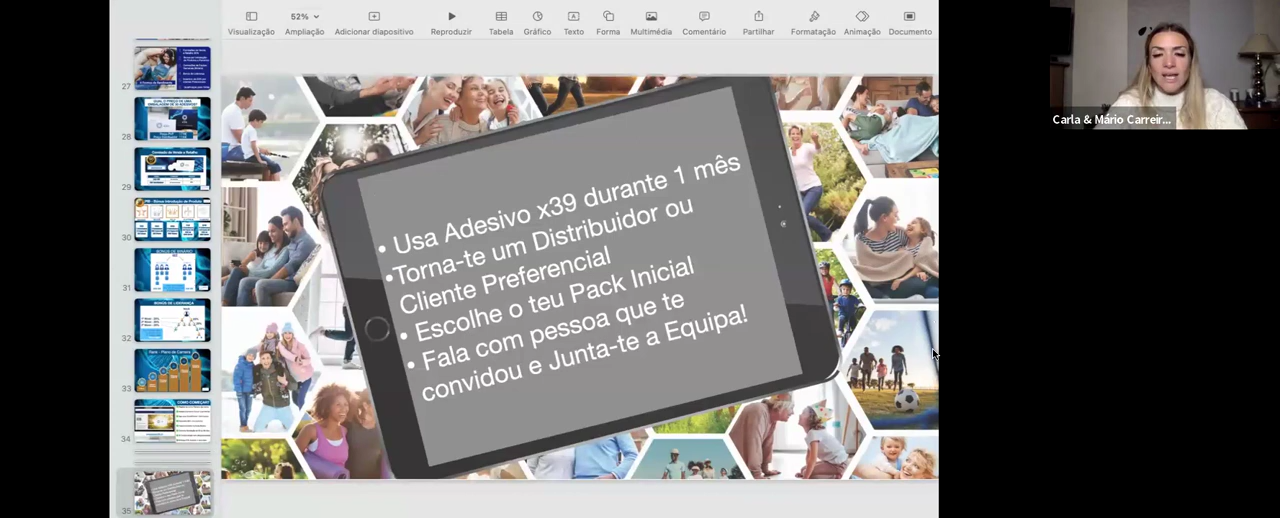 52%
Visualização
Ampliação
Adicionar diapositivo
Reproduzir
Tabela
Gráfico
Texto
Forma
Multimédia
Comentário
Partilhar
Formatação
Animação
Documento
27
28
29
30
31
32
33
34
35
COMO COMEÇAR?
• Usa Adesivo x39 durante 1 mês
•Torna-te um Distribuidor ou
Cliente Preferencial
• Escolhe o teu Pack Inicial
• Fala com pessoa que te
convidou e Junta-te a Equipa!
Carla & Mário Carreir...